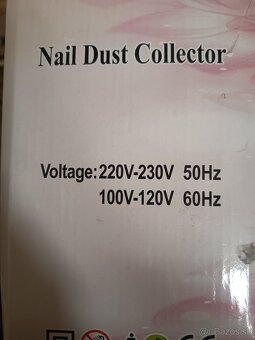 Nail Dust Collector
Voltage:220V-230V 50Hz
100V-120V 60Hz